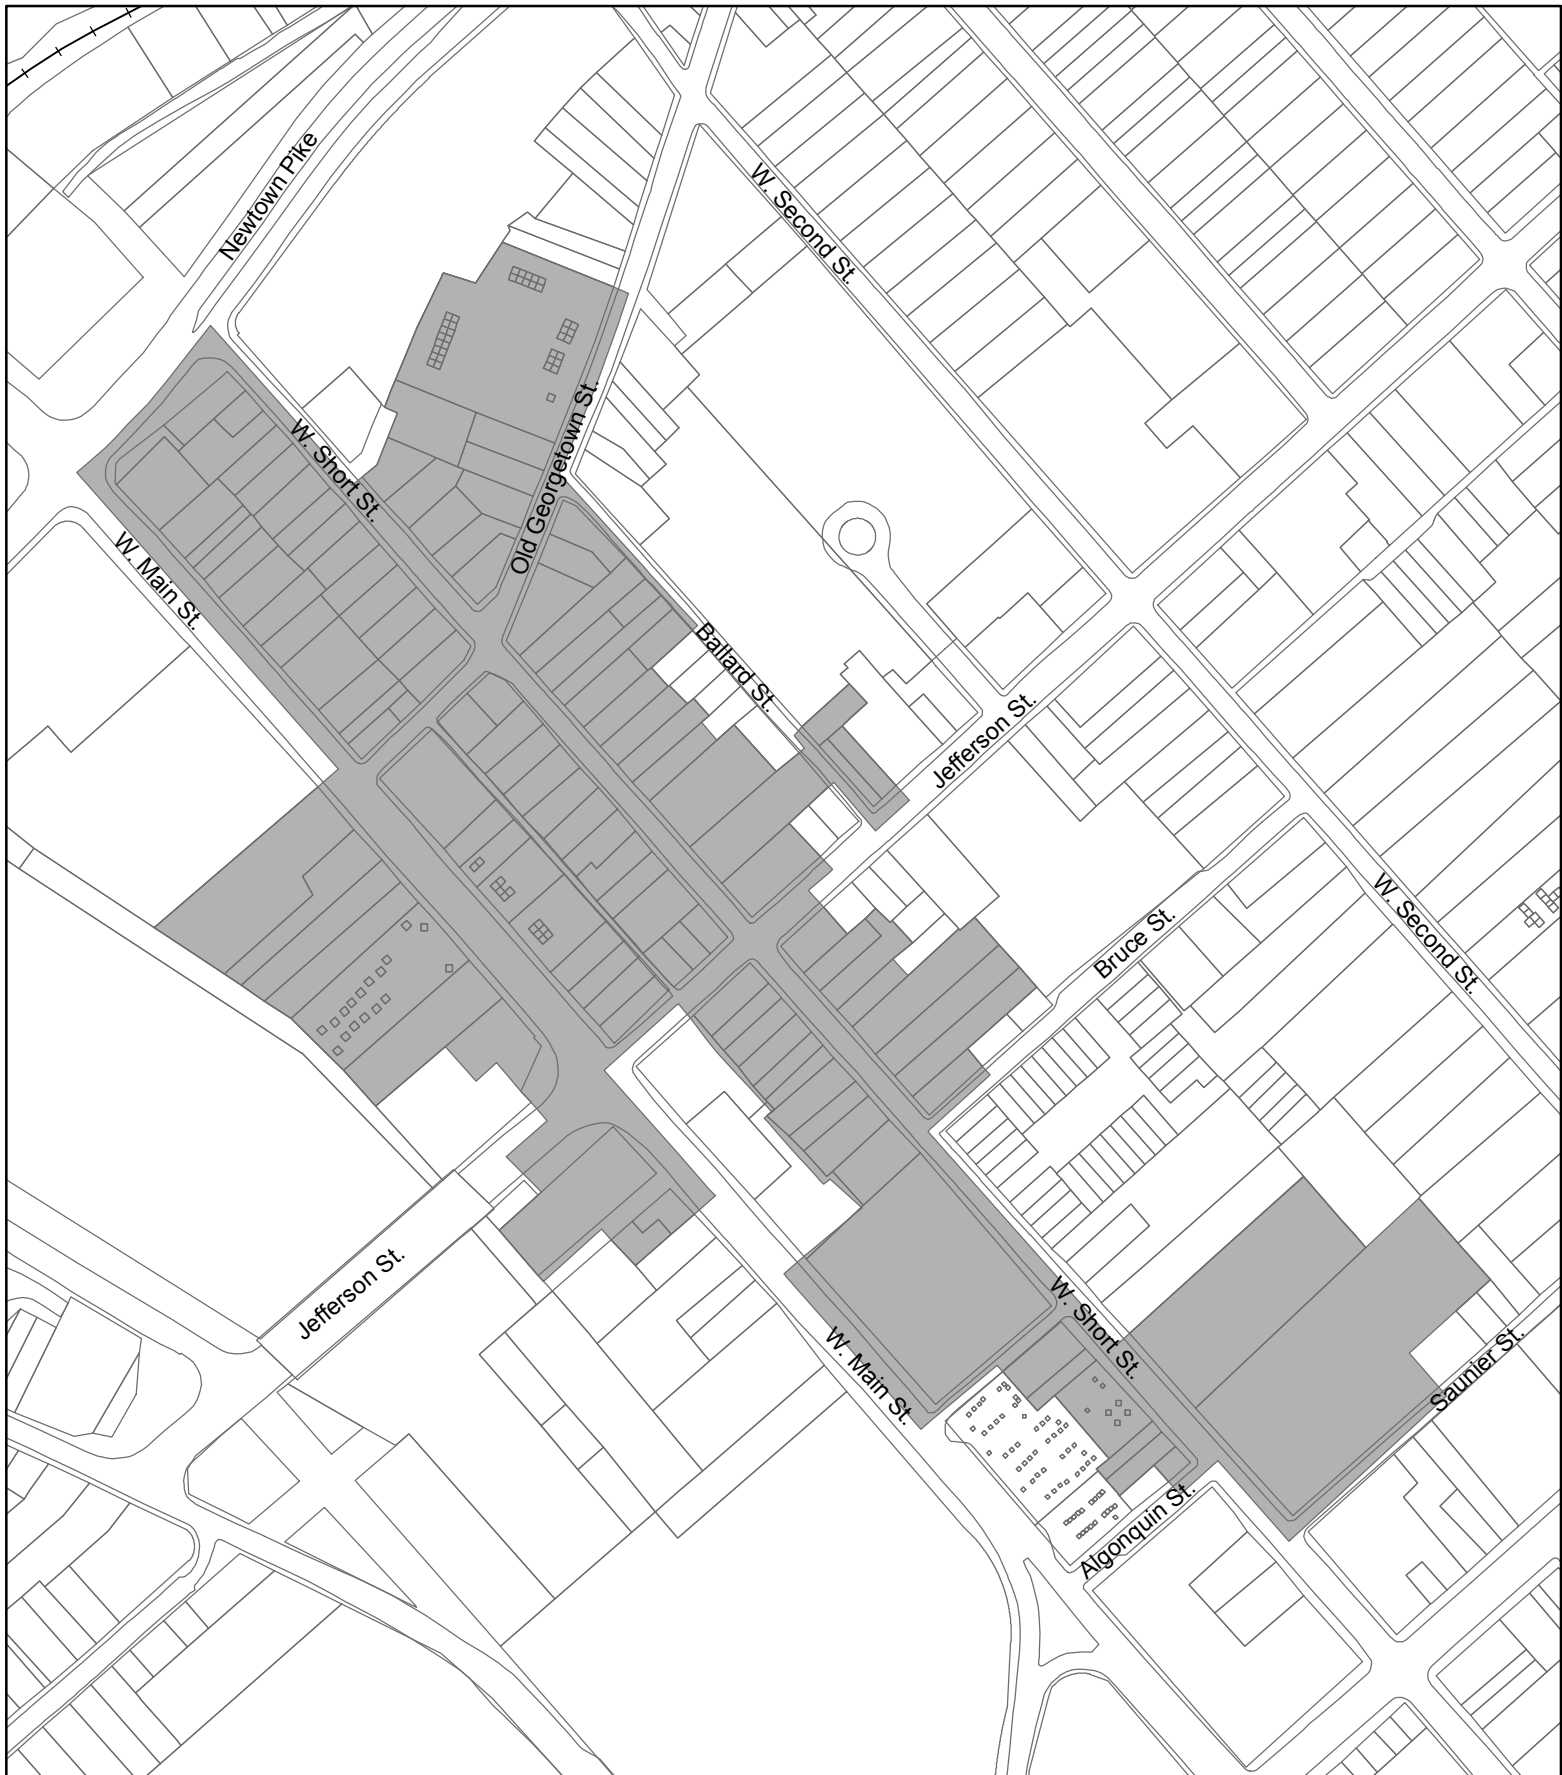 Newtown Pike
W. Second St.
W. Short St.
Old Georgetown St.
W. Main St.
Ballard St.
Jefferson St.
Bruce St.
W. Second St.
Jefferson St.
W. Short St.
W. Main St.
Saunier St.
Algonquin St.